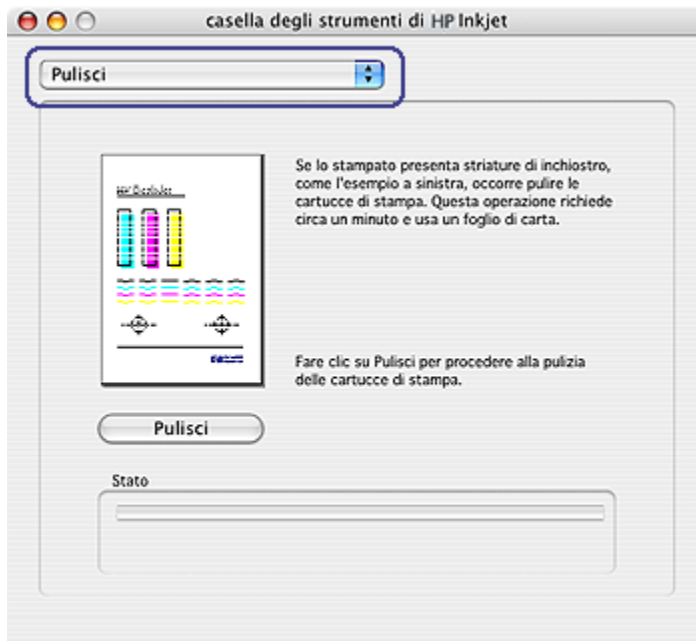 casella degli strumenti di HP Inkjet
Pulisci
Se lo stampato presenta striature di inchiostro,
come l'esempio a sinistra, occorre pulire le
cartucce di stampa. Questa operazione richiede
circa un minuto e usa un foglio di carta.
Fare clic su Pulisci per procedere alla pulizia
delle cartucce di stampa.
Pulisci
Stato